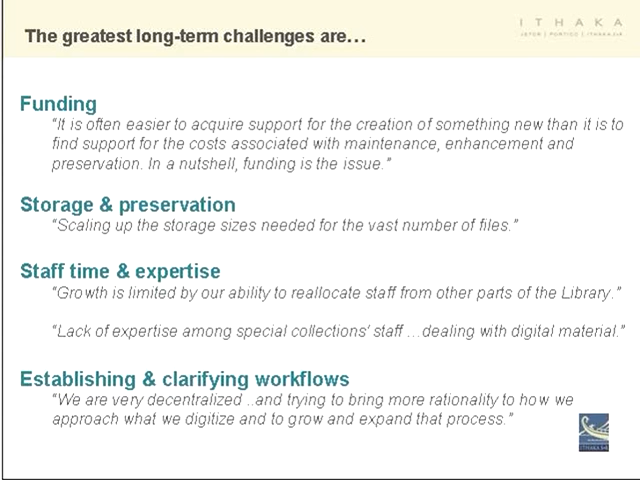 The greatest long-term challenges are…
ITHAKA
JSTOR | PORTICO | ITHAKA S+R
Funding
“It is often easier to acquire support for the creation of something new than it is to
find support for the costs associated with maintenance, enhancement and
preservation. In a nutshell, funding is the issue.”
Storage & preservation
“Scaling up the storage sizes needed for the vast number of files.”
Staff time & expertise
“Growth is limited by our ability to reallocate staff from other parts of the Library.”
“Lack of expertise among special collections’ staff …dealing with digital material.”
Establishing & clarifying workflows
“We are very decentralized ..and trying to bring more rationality to how we
approach what we digitize and to grow and expand that process.”
ITHAKA S+R